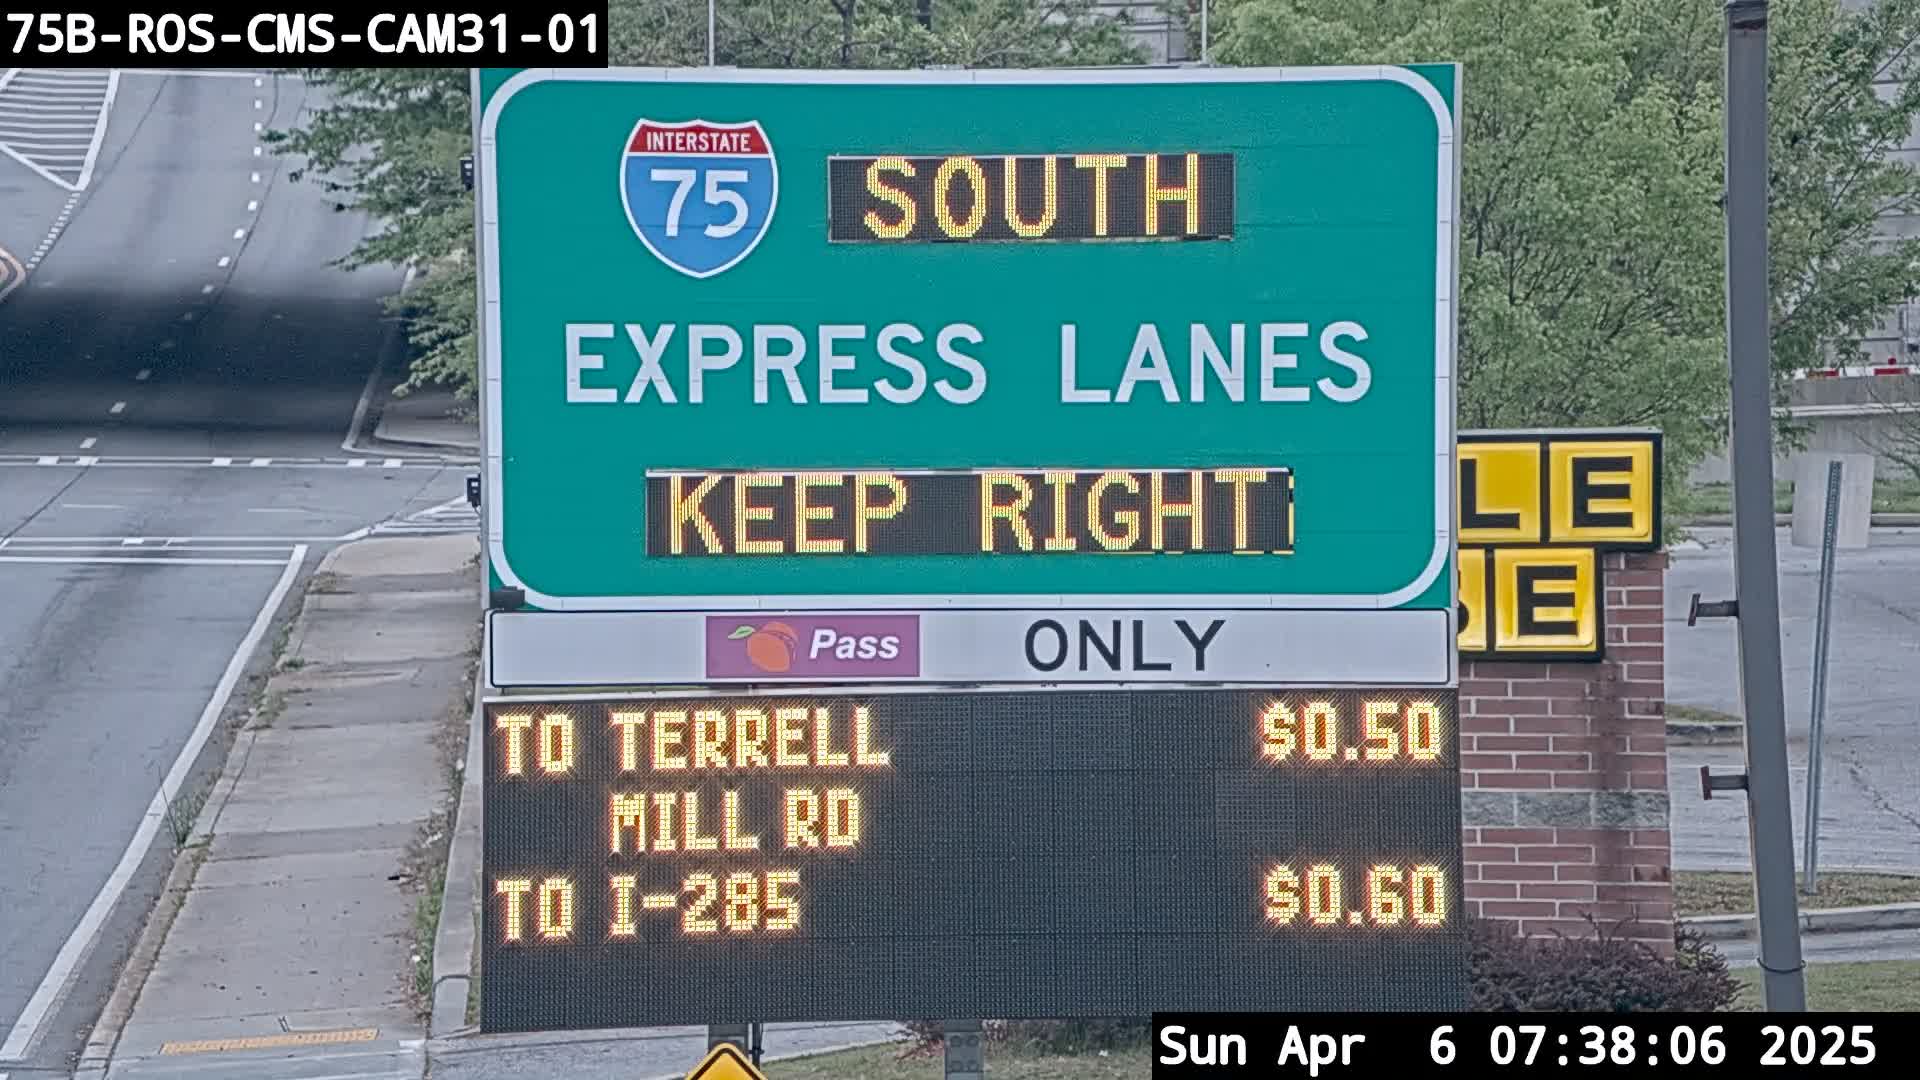 75B-ROS-CMS-CAM31-01
INTERSTATE
75
SOUTH
EXPRESS LANES
KEEP RIGHT
Pass ONLY
TO TERRELL $0.50
MILL RD
TO I-285 $0.60
LE
E
Sun Apr 6 07:38:06 2025